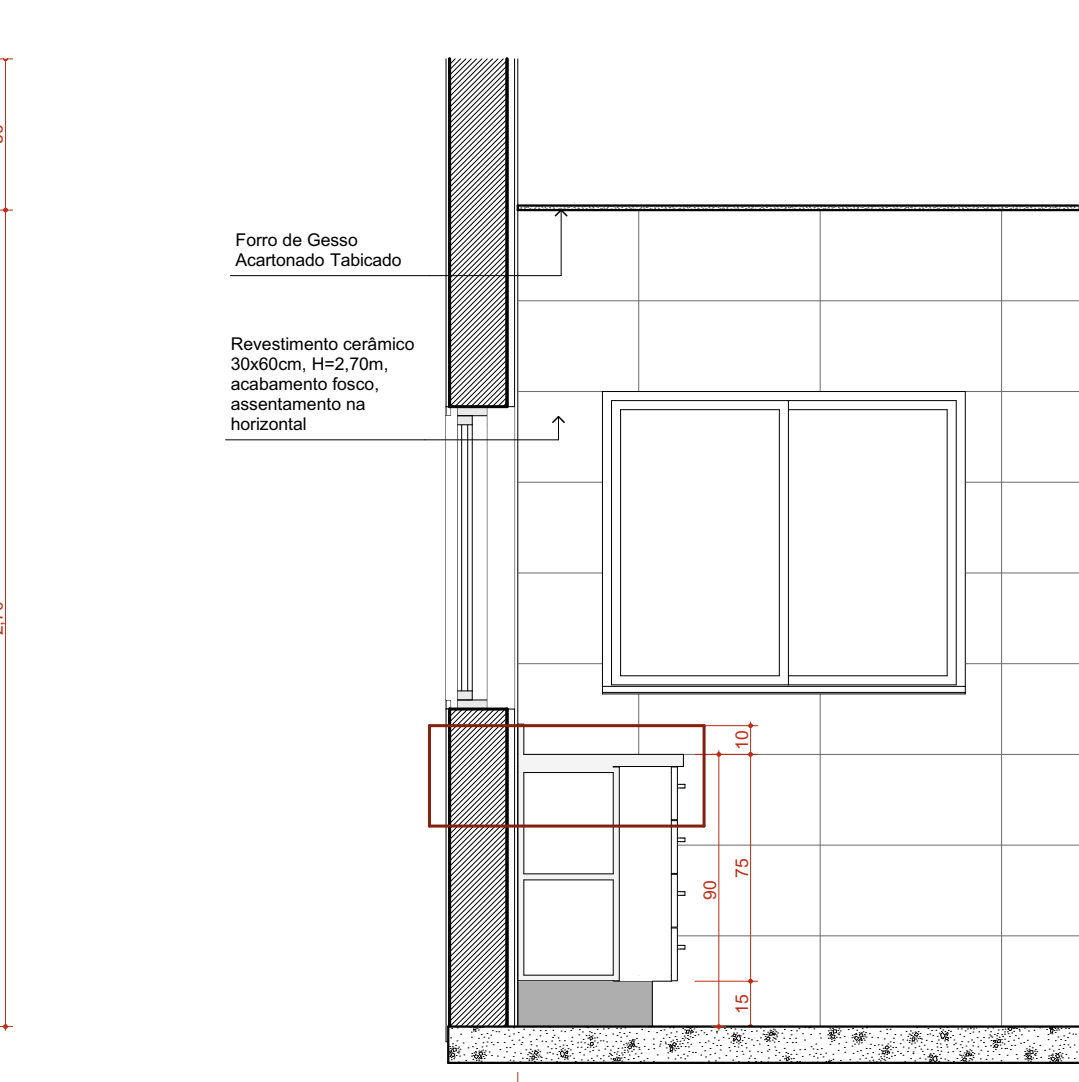 Forro de Gesso
Acartonado Tabicado
Revestimento cerâmico
30x60cm, H=2,70m,
acabamento fosco,
assentamento na
horizontal
10
75
90
15